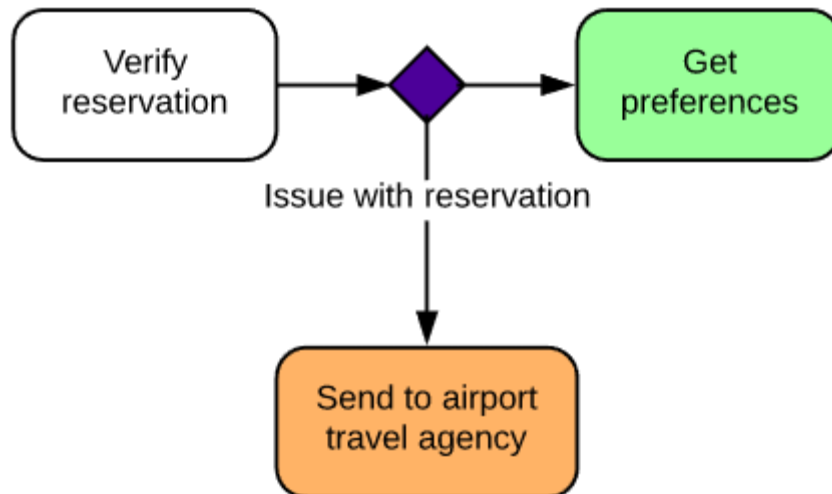 Verify
reservation
Get
preferences
Issue with reservation
Send to airport
travel agency